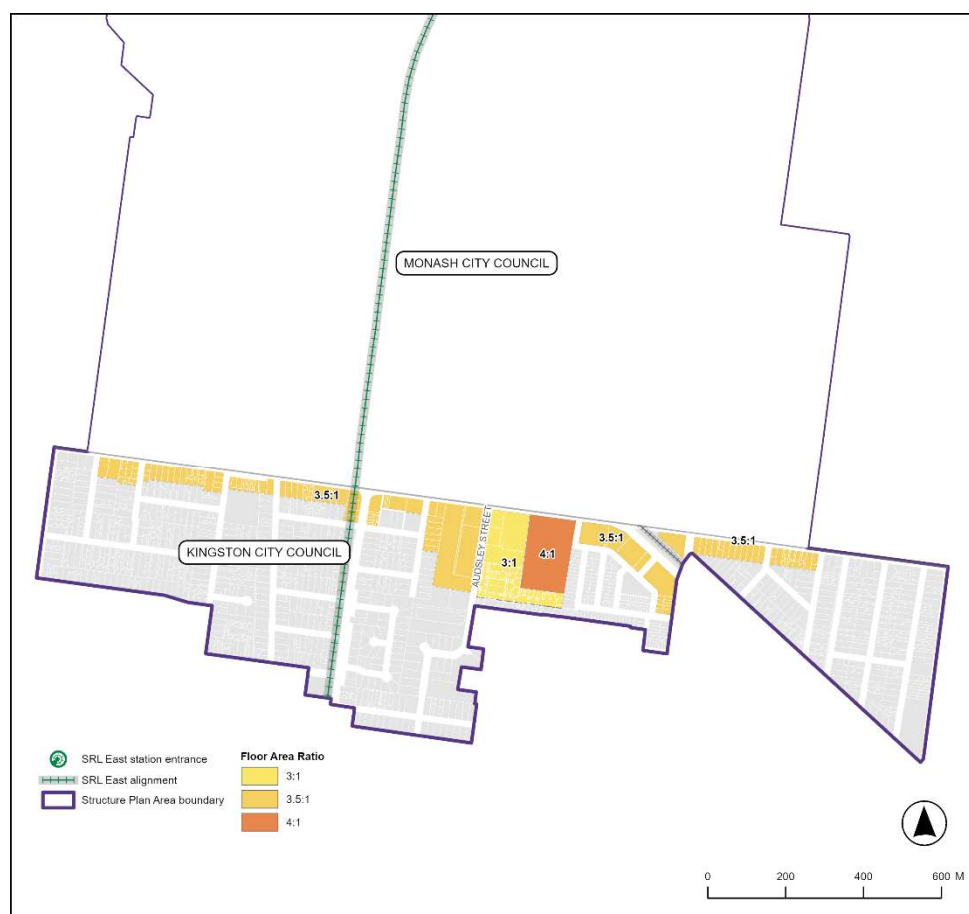 MONASH CITY COUNCIL
3.5:1
KINGSTON CITY COUNCIL
AUDSLEY STREET
3:1
4:1
3.5:1
3.5:1
SRL East station entrance
SRL East alignment
Structure Plan Area boundary
Floor Area Ratio
3:1
3.5:1
4:1
0 200 400 600 M